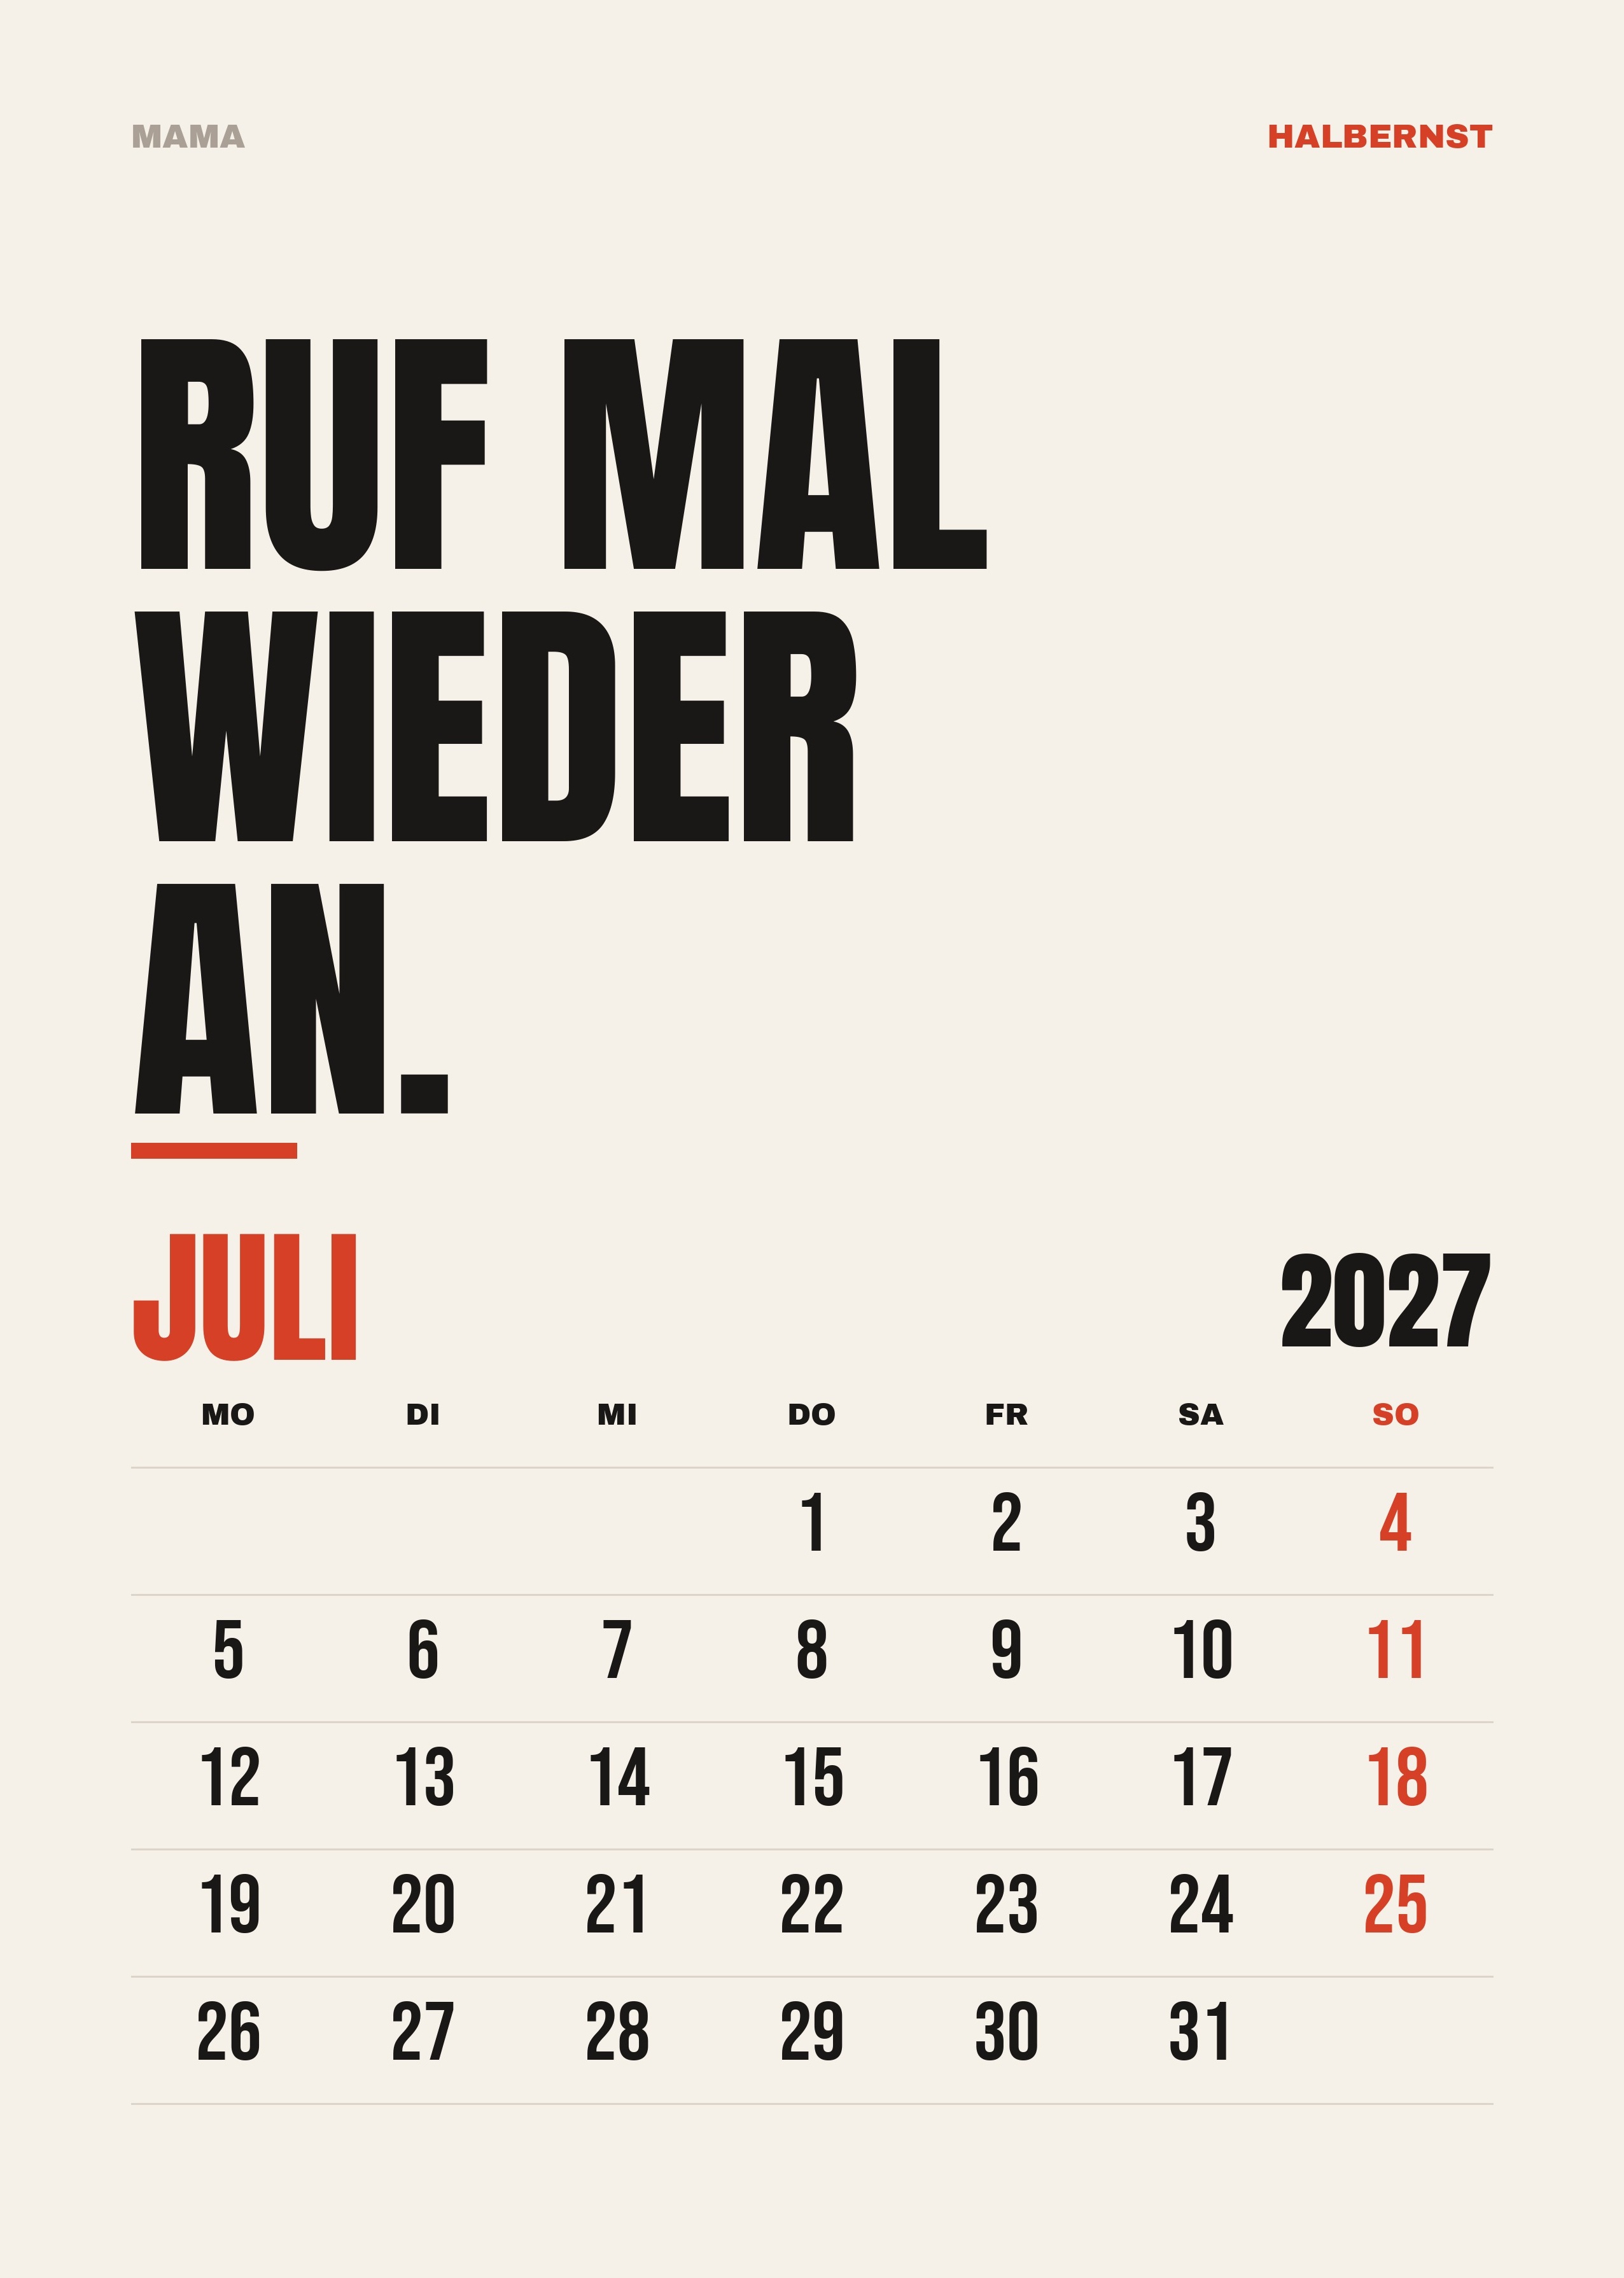 MAMA HALBERNST
RUF MAL
WIEDER
AN.
JULI 2027
MO DI MI DO FR SA SO
1 2 3 4
5 6 7 8 9 10 11
12 13 14 15 16 17 18
19 20 21 22 23 24 25
26 27 28 29 30 31